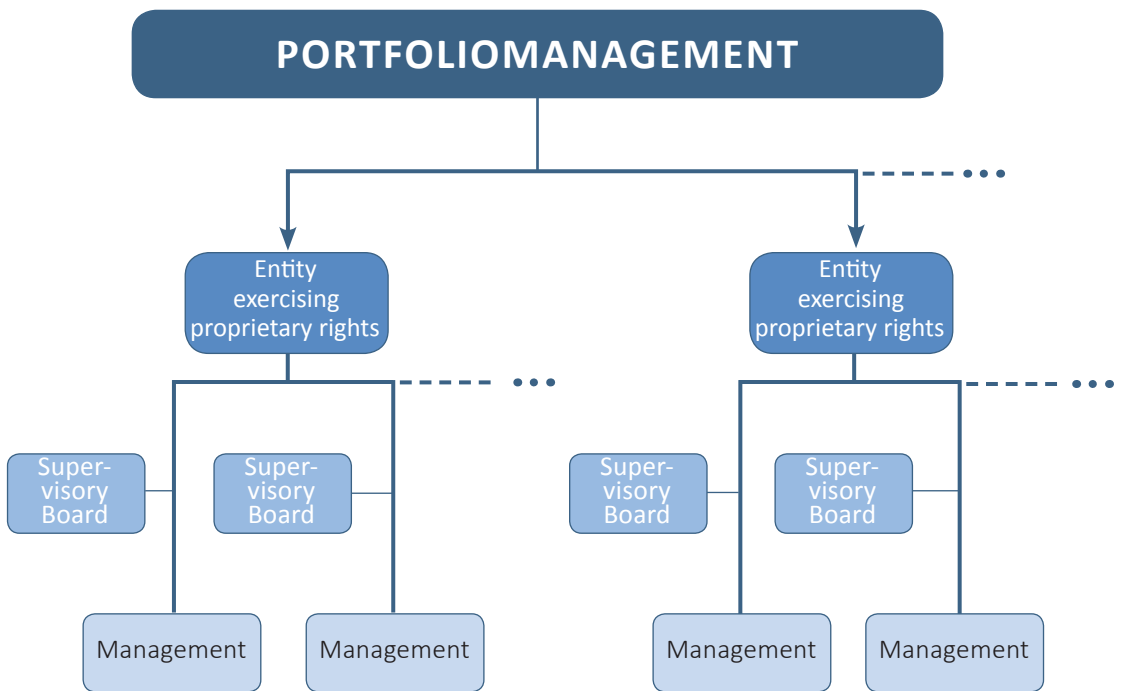 PORTFOLIOMANAGEMENT
Entity
exercising
proprietary rights
Entity
exercising
proprietary rights
Super-
visory
Board
Super-
visory
Board
Super-
visory
Board
Super-
visory
Board
Management
Management
Management
Management